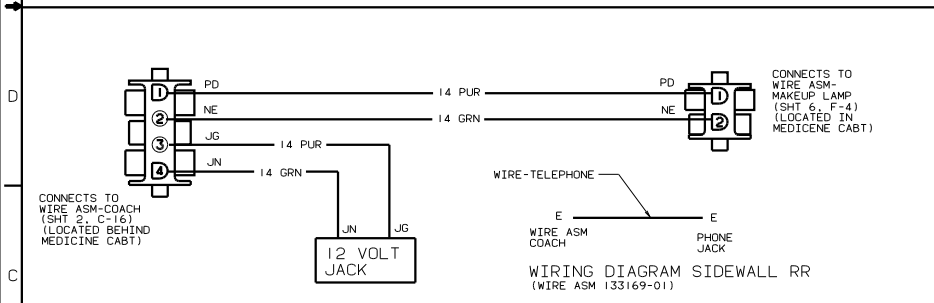 D
C
1
2
3
4
PD
NE
JG
JN
14 PUR
14 GRN
14 PUR
14 GRN
PD
NE
1
2
CONNECTS TO
WIRE ASM-
MAKEUP LAMP
(SHT 6, F-4)
(LOCATED IN
MEDICENE CABT)
CONNECTS TO
WIRE ASM-COACH
(SHT 2, C-16)
(LOCATED BEHIND
MEDICINE CABT)
JN
JG
12 VOLT
JACK
WIRE-TELEPHONE
E
E
WIRE ASM
COACH
PHONE
JACK
WIRING DIAGRAM SIDEWALL RR
(WIRE ASM 133169-01)